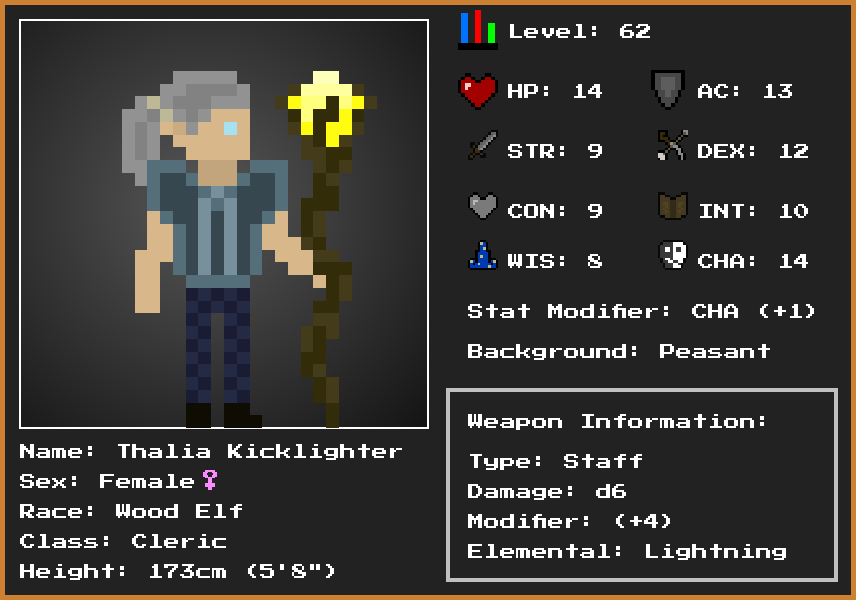 Level: 62
HP: 14 AC: 13
STR: 9 DEX: 12
CON: 9 INT: 10
WIS: 8 CHA: 14
Stat Modifier: CHA (+1)
Background: Peasant
Weapon Information:
Type: Staff
Damage: d6
Modifier: (+4)
Elemental: Lightning
Name: Thalia Kicklighter
Sex: Female♀
Race: Wood Elf
Class: Cleric
Height: 173cm (5'8")